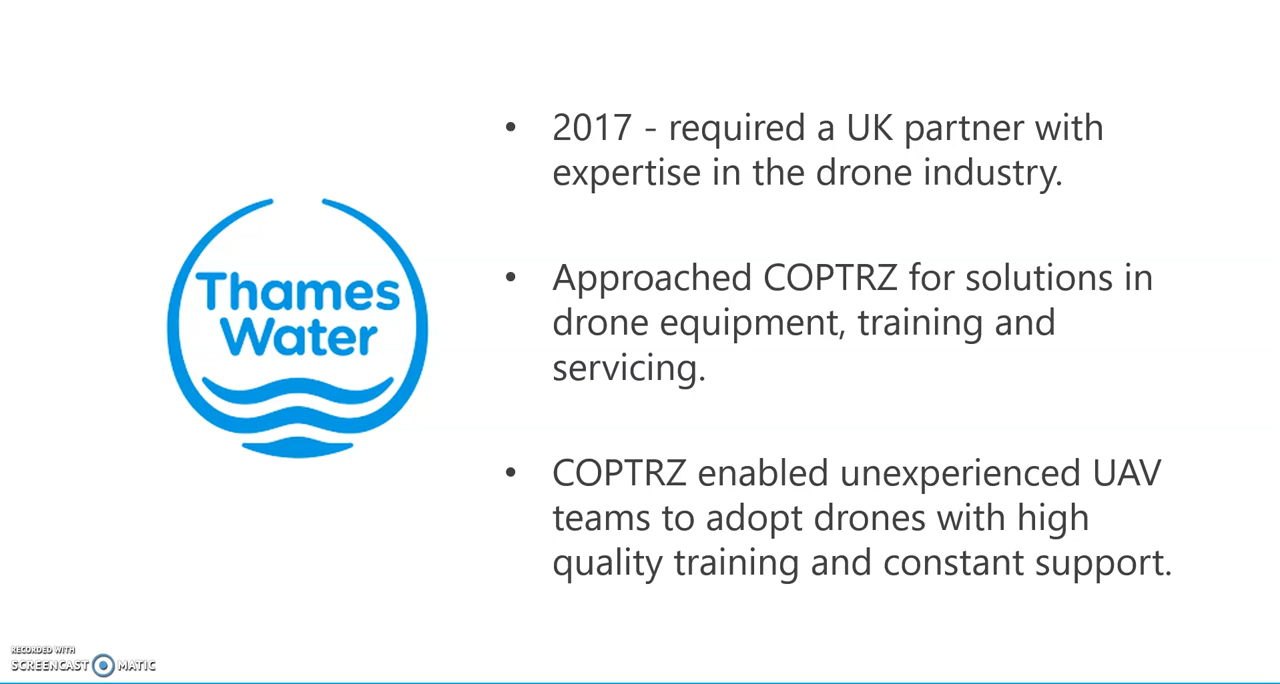 2017 - required a UK partner with
expertise in the drone industry.
Thames
Water
Approached COPTRZ for solutions in
drone equipment, training and
servicing.
COPTRZ enabled unexperienced UAV
teams to adopt drones with high
quality training and constant support.
RECORDED WITH
SCREENCAST MATIC